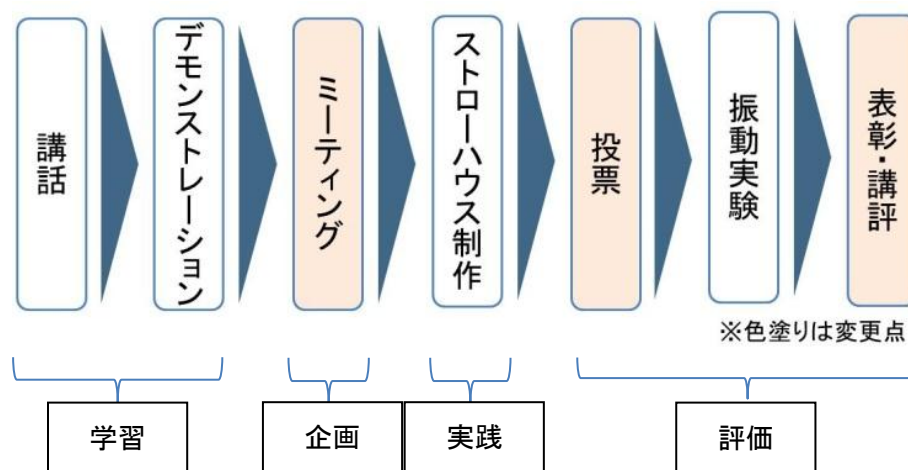 講話
デモンストレーション
ミーティング
ストローハウス制作
投票
振動実験
表彰・講評
※色塗りは変更点
学習
企画
実践
評価